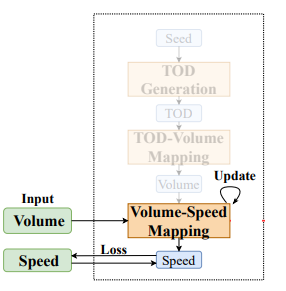 Seed
TOD
Generation
TOD
TOD-Volume
Mapping
Volume
Update
Input
Volume
Volume-Speed
Mapping
Loss
Speed
Speed